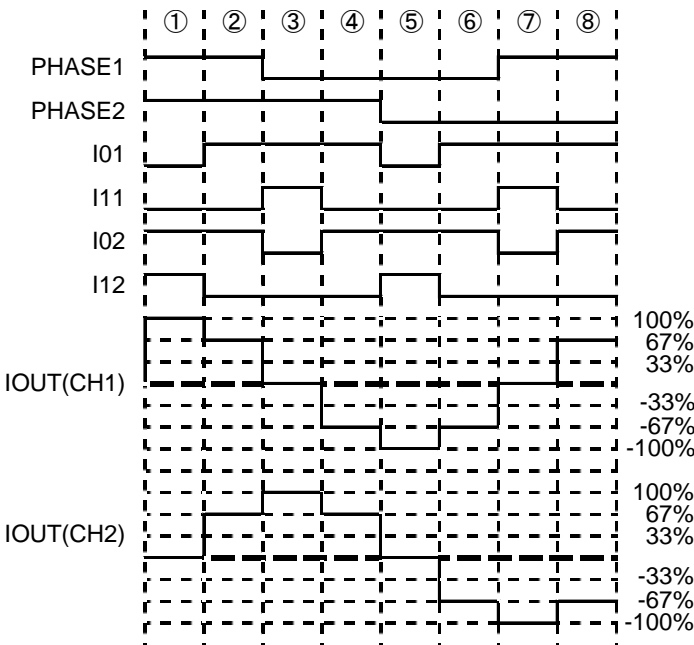 ① ② ③ ④ ⑤ ⑥ ⑦ ⑧
PHASE1
PHASE2
I01
I11
I02
I12
100%
67%
33%
IOUT(CH1)
-33%
-67%
-100%
100%
67%
IOUT(CH2)
33%
-33%
-67%
-100%